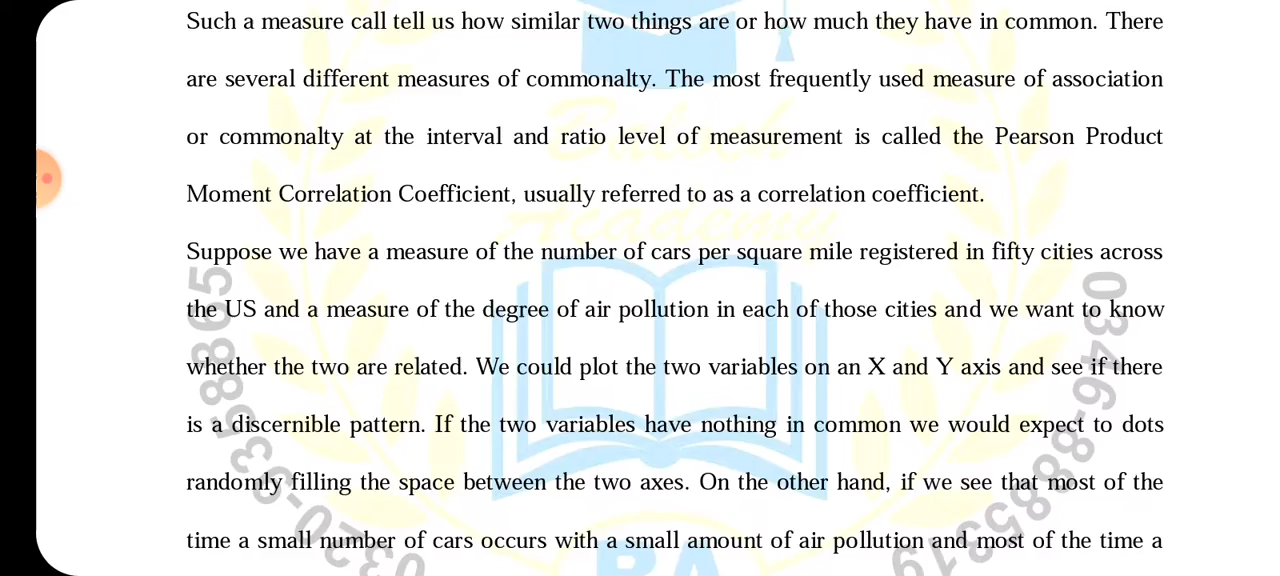 Such a measure call tell us how similar two things are or how much they have in common. There
are several different measures of commonalty. The most frequently used measure of association
or commonalty at the interval and ratio level of measurement is called the Pearson Product
Moment Correlation Coefficient, usually referred to as a correlation coefficient.
Suppose we have a measure of the number of cars per square mile registered in fifty cities across
the US and a measure of the degree of air pollution in each of those cities and we want to know
whether the two are related. We could plot the two variables on an X and Y axis and see if there
is a discernible pattern. If the two variables have nothing in common we would expect to dots
randomly filling the space between the two axes. On the other hand, if we see that most of the
time a small number of cars occurs with a small amount of air pollution and most of the time a
Baloch
Academy
BA